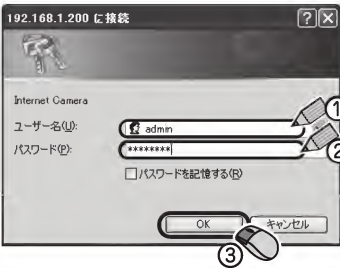 192.168.1.200 に接続
Internet Camera
ユーザー名(U):
admin
①
パスワード(P):
********
②
パスワードを記憶する(R)
OK
キャンセル
③